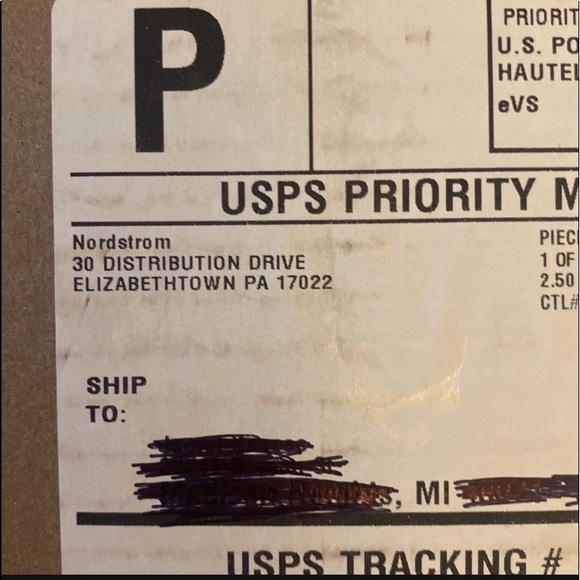 P
PRIORIT
U.S. PO
HAUTEL
eVS
USPS PRIORITY M
Nordstrom
30 DISTRIBUTION DRIVE
ELIZABETHTOWN PA 17022
PIEC
1 OF
2.50
CTL#
SHIP
TO:
, MI
USPS TRACKING #